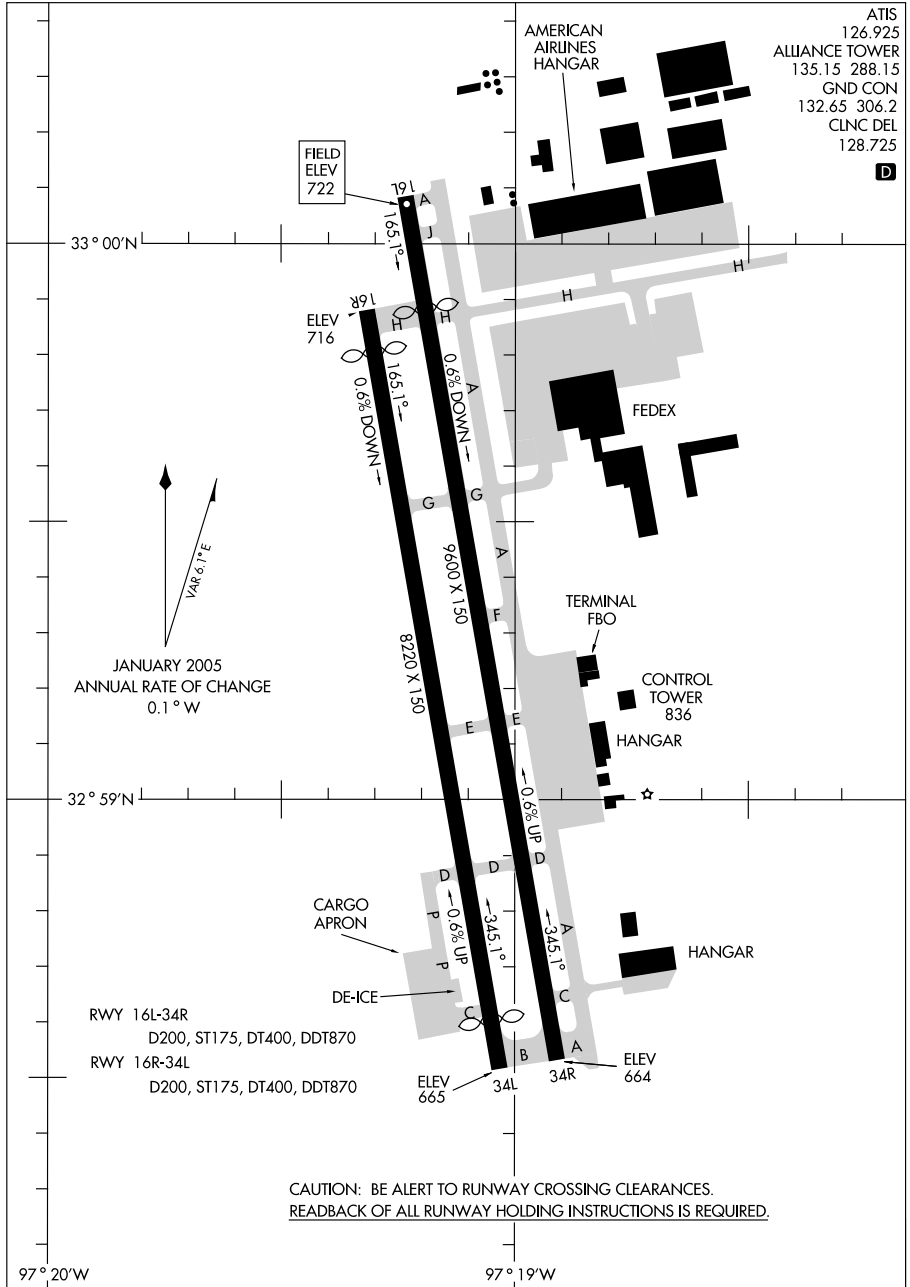 ATIS
126.925
ALLIANCE TOWER
135.15 288.15
GND CON
132.65 306.2
CLNC DEL
128.725
D
AMERICAN
AIRLINES
HANGAR
FIELD
ELEV
722
16L
A
165.1°
J
33° 00'N
H
H
16R
ELEV
716
H
H
165.1°
0.6% DOWN
0.6% DOWN
A
FEDEX
G
G
VAR 6.1° E
A
9600 X 150
F
TERMINAL
FBO
8220 X 150
JANUARY 2005
ANNUAL RATE OF CHANGE
0.1° W
CONTROL
TOWER
836
E
E
HANGAR
32° 59'N
0.6% UP
D
D
D
CARGO
APRON
P
0.6% UP
345.1°
345.1°
A
P
HANGAR
DE-ICE
C
C
RWY 16L-34R
D200, ST175, DT400, DDT870
RWY 16R-34L
D200, ST175, DT400, DDT870
B
A
ELEV
665
34L
34R
ELEV
664
CAUTION: BE ALERT TO RUNWAY CROSSING CLEARANCES.
READBACK OF ALL RUNWAY HOLDING INSTRUCTIONS IS REQUIRED.
97° 20'W
97° 19'W